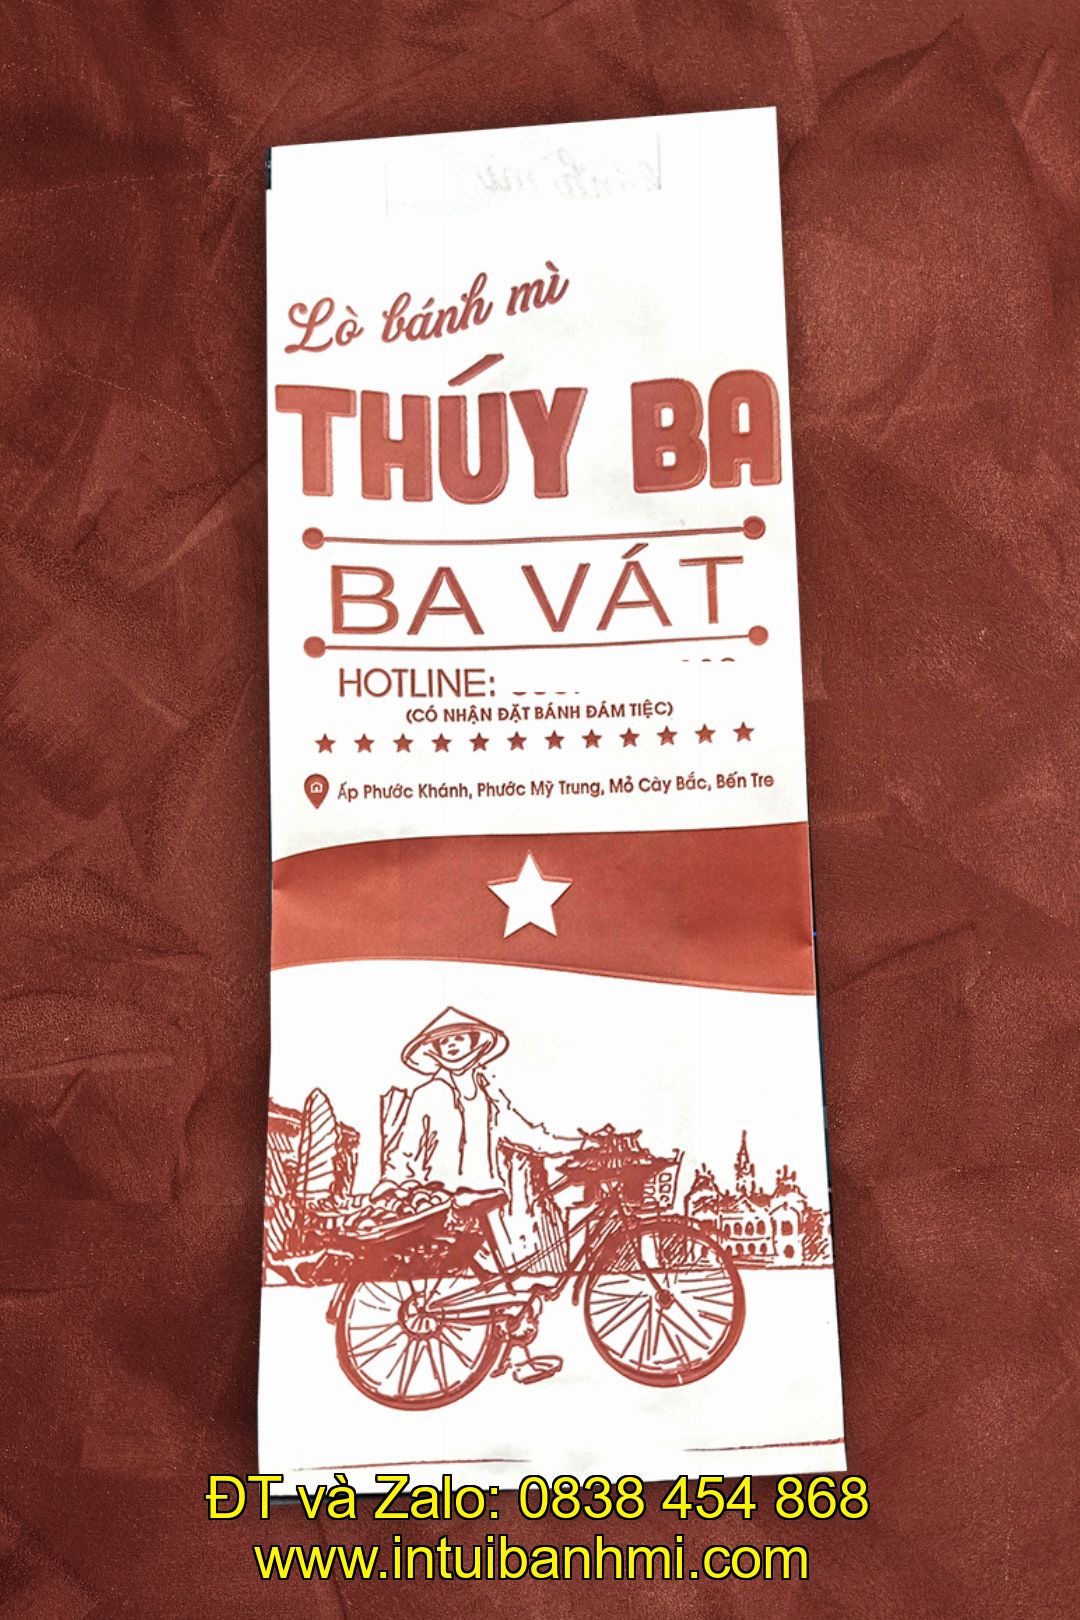 Lò bánh mì
THÚY BA
BA VÁT
HOTLINE:
(CÓ NHẬN ĐẶT BÁNH ĐÁM TIỆC)
Ấp Phước Khánh, Phước Mỹ Trung, Mỏ Cày Bắc, Bến Tre
ĐT và Zalo: 0838 454 868
www.intuibanhmi.com